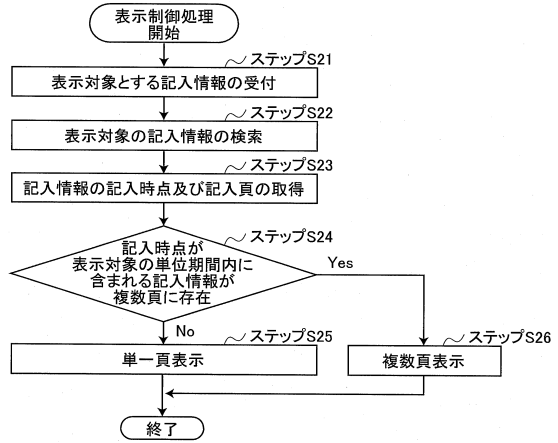 表示制御処理
開始
ステップS21
表示対象とする記入情報の受付
ステップS22
表示対象の記入情報の検索
ステップS23
記入情報の記入時点及び記入頁の取得
ステップS24
記入時点が
表示対象の単位期間内に
含まれる記入情報が
複数頁に存在
Yes
No
ステップS25
単一頁表示
ステップS26
複数頁表示
終了